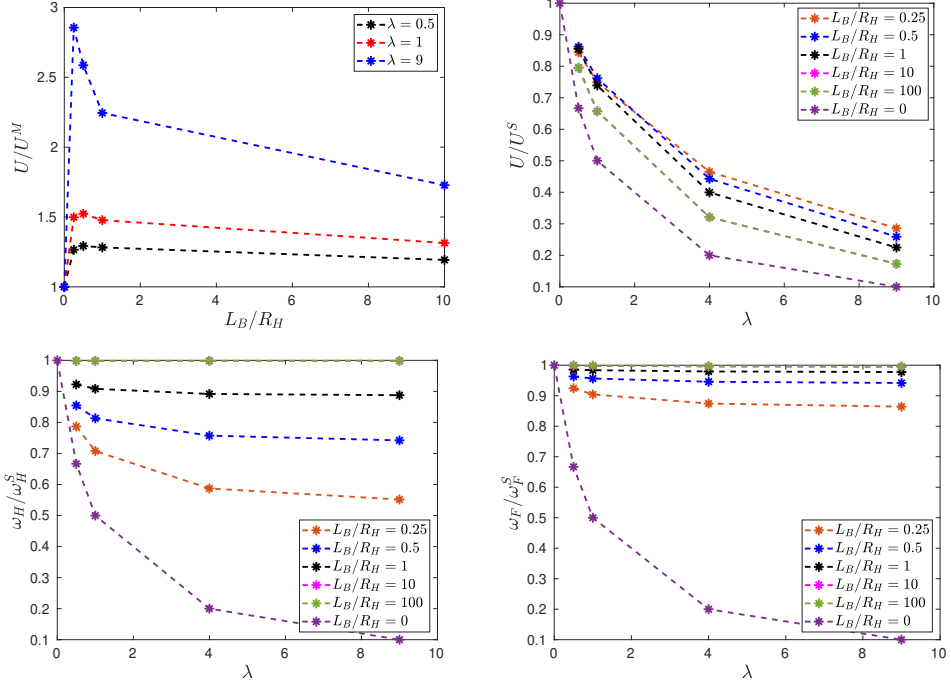 3
2.5
2
1.5
1
0 2 4 6 8 10
U/U^M
L_B/R_H
λ = 0.5
λ = 1
λ = 9
1
0.9
0.8
0.7
0.6
0.5
0.4
0.3
0.2
0.1
0 2 4 6 8 10
U/U^S
λ
L_B/R_H = 0.25
L_B/R_H = 0.5
L_B/R_H = 1
L_B/R_H = 10
L_B/R_H = 100
L_B/R_H = 0
1
0.9
0.8
0.7
0.6
0.5
0.4
0.3
0.2
0.1
0 2 4 6 8 10
ω_H/ω_H^S
λ
L_B/R_H = 0.25
L_B/R_H = 0.5
L_B/R_H = 1
L_B/R_H = 10
L_B/R_H = 100
L_B/R_H = 0
1
0.9
0.8
0.7
0.6
0.5
0.4
0.3
0.2
0.1
0 2 4 6 8 10
ω_F/ω_F^S
λ
L_B/R_H = 0.25
L_B/R_H = 0.5
L_B/R_H = 1
L_B/R_H = 10
L_B/R_H = 100
L_B/R_H = 0